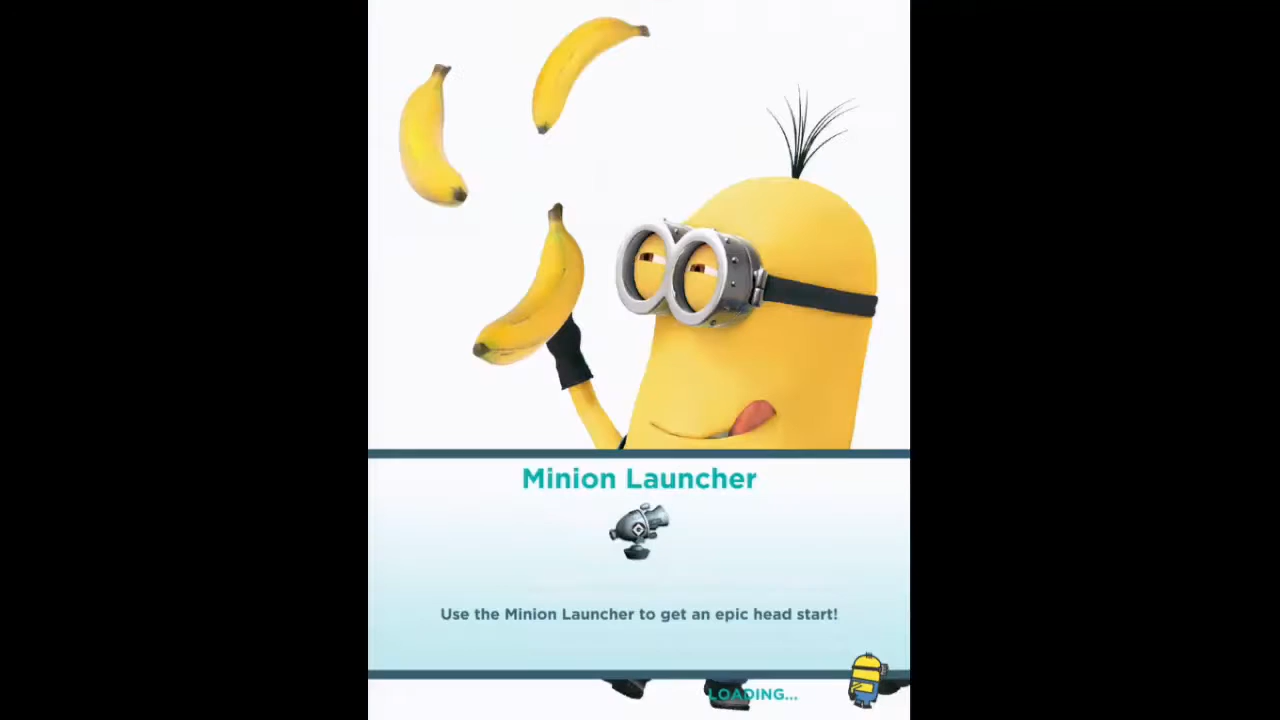 Minion Launcher
Use the Minion Launcher to get an epic head start!
LOADING...